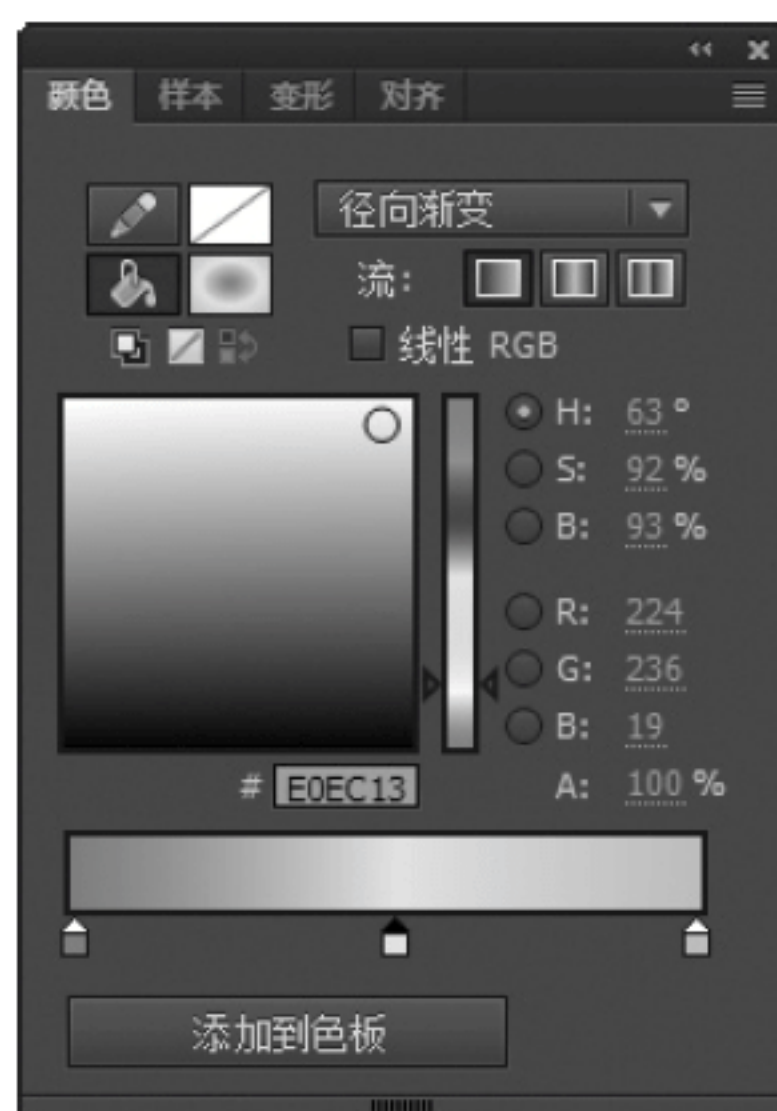 颜色 样本 变形 对齐
径向渐变
流:
线性 RGB
H: 63 °
S: 92 %
B: 93 %
R: 224
G: 236
B: 19
# E0EC13 A: 100 %
添加到色板